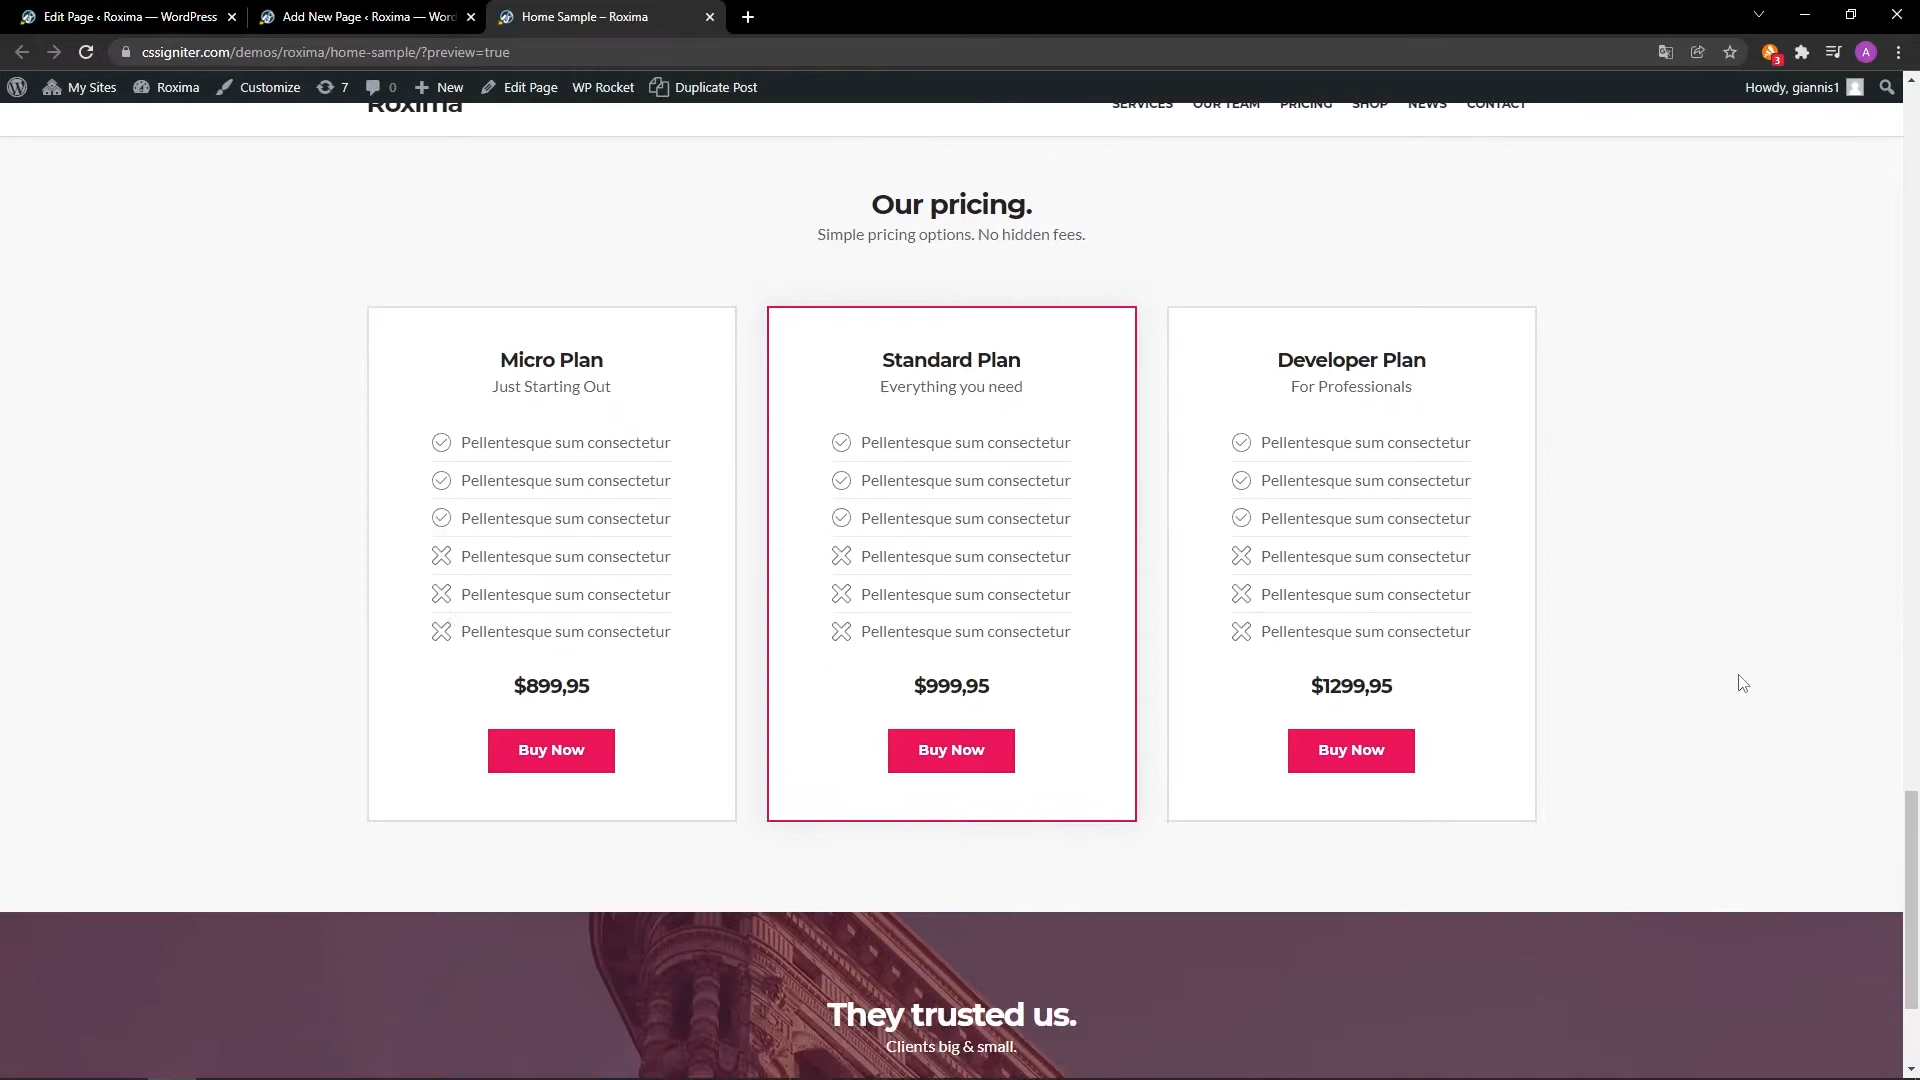 Edit Page ‹ Roxima — WordPress
Add New Page ‹ Roxima — Word
Home Sample – Roxima
cssigniter.com/demos/roxima/home-sample/?preview=true
3
A
My Sites
Roxima
Customize
7
0
New
Edit Page
WP Rocket
Duplicate Post
Howdy, giannis1
Roxima
SERVICES
OUR TEAM
PRICING
SHOP
NEWS
CONTACT
Our pricing.
Simple pricing options. No hidden fees.
Micro Plan
Just Starting Out
Pellentesque sum consectetur
Pellentesque sum consectetur
Pellentesque sum consectetur
Pellentesque sum consectetur
Pellentesque sum consectetur
Pellentesque sum consectetur
$899,95
Buy Now
Standard Plan
Everything you need
Pellentesque sum consectetur
Pellentesque sum consectetur
Pellentesque sum consectetur
Pellentesque sum consectetur
Pellentesque sum consectetur
Pellentesque sum consectetur
$999,95
Buy Now
Developer Plan
For Professionals
Pellentesque sum consectetur
Pellentesque sum consectetur
Pellentesque sum consectetur
Pellentesque sum consectetur
Pellentesque sum consectetur
Pellentesque sum consectetur
$1299,95
Buy Now
They trusted us.
Clients big & small.